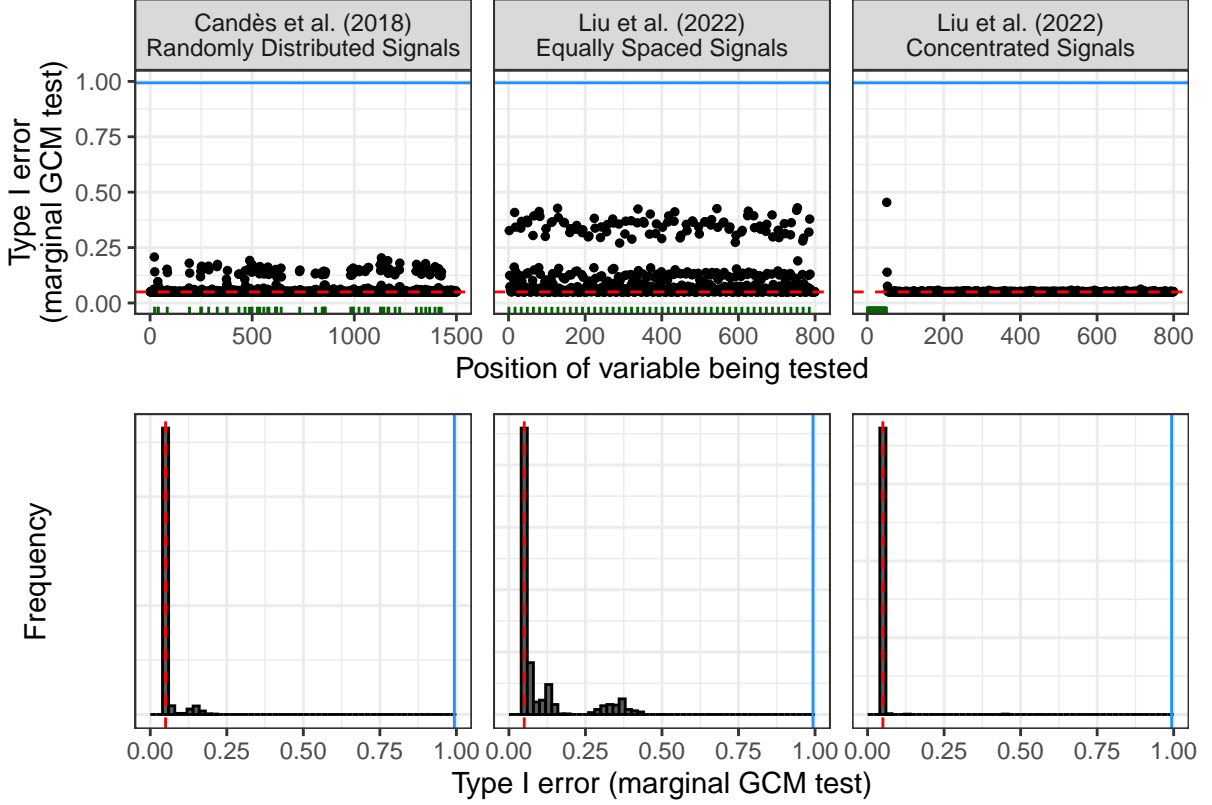 Candès et al. (2018)
Randomly Distributed Signals
Liu et al. (2022)
Equally Spaced Signals
Liu et al. (2022)
Concentrated Signals
Type I error
(marginal GCM test)
1.00
0.75
0.50
0.25
0.00
0 500 1000 1500
0 200 400 600 800
0 200 400 600 800
Position of variable being tested
Frequency
0.00 0.25 0.50 0.75 1.00
0.00 0.25 0.50 0.75 1.00
0.00 0.25 0.50 0.75 1.00
Type I error (marginal GCM test)